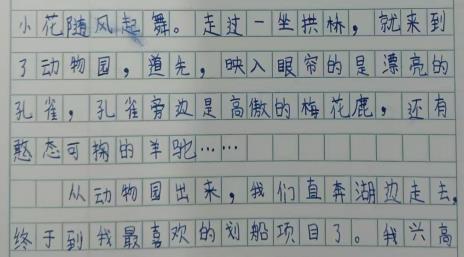 小花随风起舞。走过一坐拱林，就来到
了动物园，道先，映入眼帘的是漂亮的
孔雀，孔雀旁边是高傲的梅花鹿，还有
憨态可掬的羊驼……
从动物园出来，我们直奔湖边走去，
终于到我最喜欢的划船项目了。我兴高